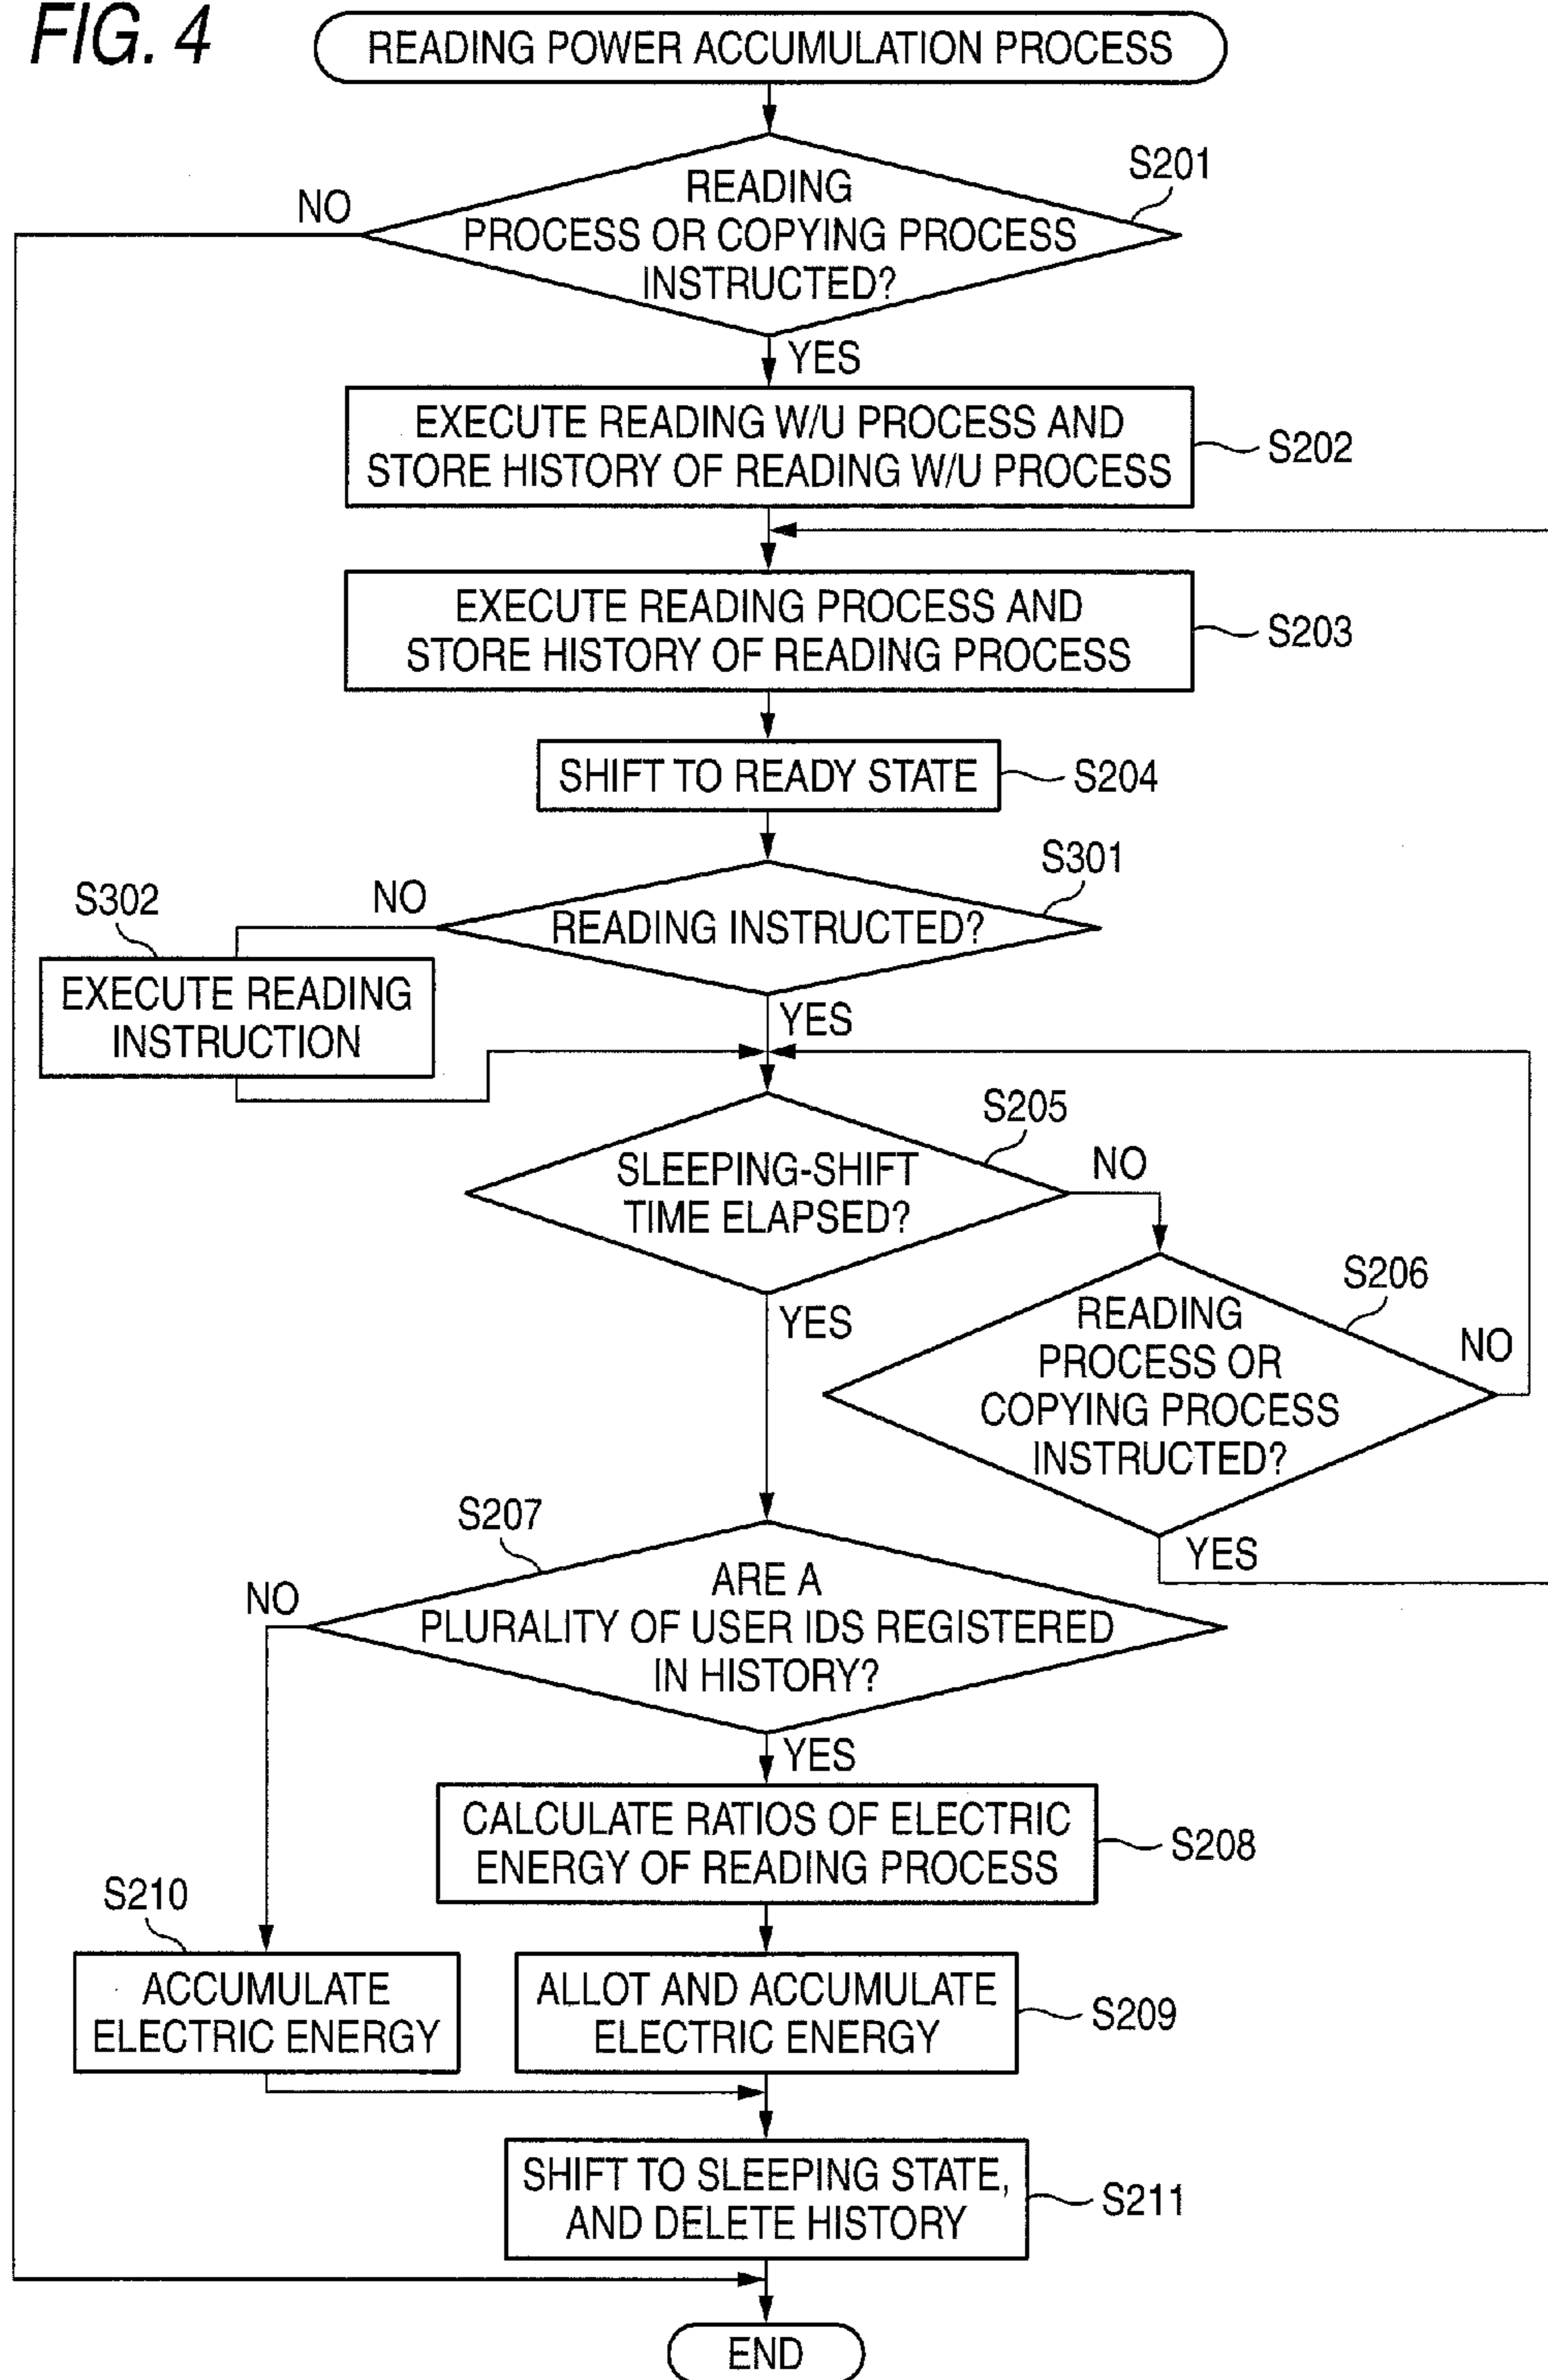 FIG. 4
READING POWER ACCUMULATION PROCESS
S201
NO
READING
PROCESS OR COPYING PROCESS
INSTRUCTED?
YES
EXECUTE READING W/U PROCESS AND
STORE HISTORY OF READING W/U PROCESS
S202
EXECUTE READING PROCESS AND
STORE HISTORY OF READING PROCESS
S203
SHIFT TO READY STATE
S204
S301
S302
NO
READING INSTRUCTED?
EXECUTE READING
INSTRUCTION
YES
S205
SLEEPING-SHIFT
TIME ELAPSED?
NO
S206
YES
READING
PROCESS OR
COPYING PROCESS
INSTRUCTED?
NO
YES
S207
NO
ARE A
PLURALITY OF USER IDS REGISTERED
IN HISTORY?
YES
CALCULATE RATIOS OF ELECTRIC
ENERGY OF READING PROCESS
S208
S210
ACCUMULATE
ELECTRIC ENERGY
ALLOT AND ACCUMULATE
ELECTRIC ENERGY
S209
SHIFT TO SLEEPING STATE,
AND DELETE HISTORY
S211
END